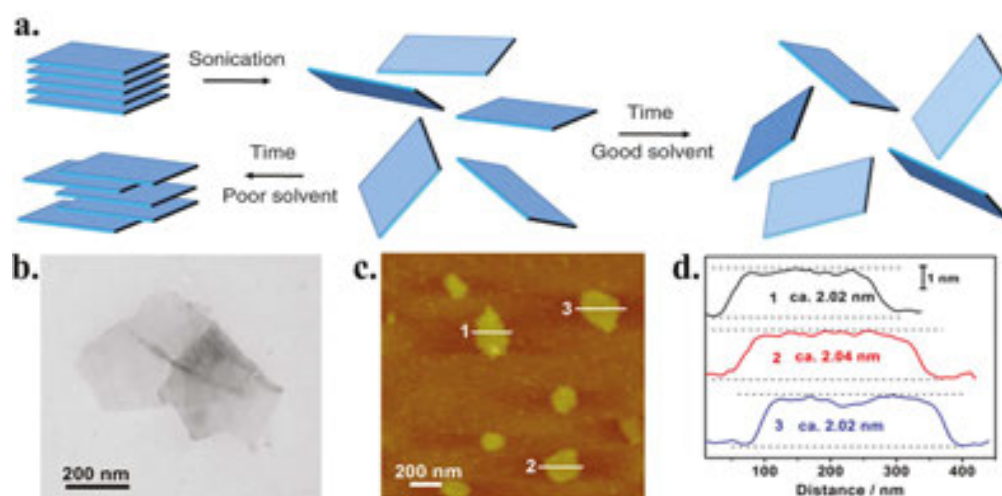 a.
Sonication
Time
Poor solvent
Time
Good solvent
b.
200 nm
c.
1
3
2
200 nm
d.
1 nm
1 ca. 2.02 nm
2 ca. 2.04 nm
3 ca. 2.02 nm
100 200 300 400
Distance / nm